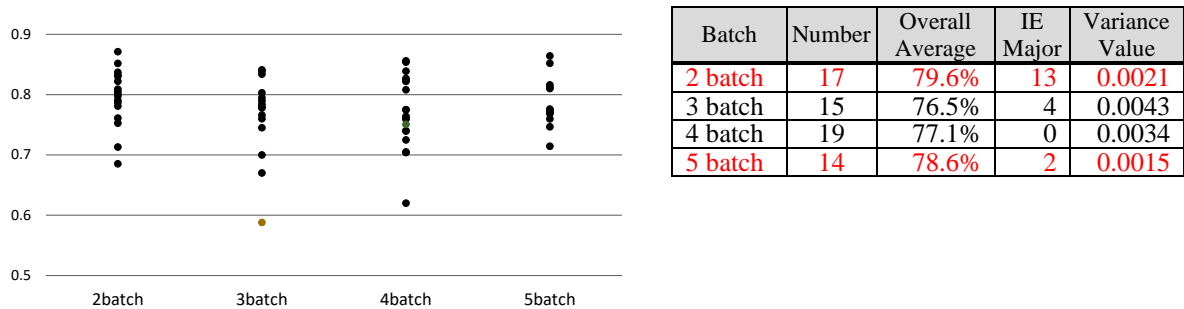 0.9
0.8
0.7
0.6
0.5
2batch 3batch 4batch 5batch
Batch Number Overall Average IE Major Variance Value
2 batch 17 79.6% 13 0.0021
3 batch 15 76.5% 4 0.0043
4 batch 19 77.1% 0 0.0034
5 batch 14 78.6% 2 0.0015